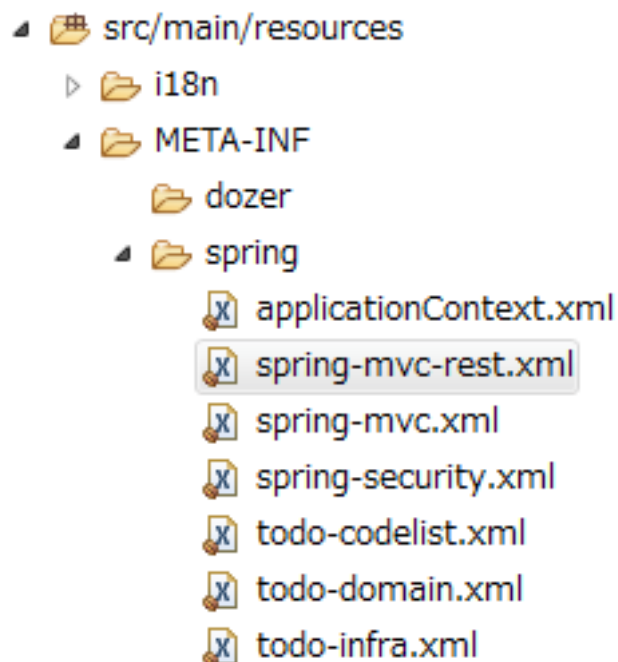 src/main/resources
i18n
META-INF
dozer
spring
applicationContext.xml
spring-mvc-rest.xml
spring-mvc.xml
spring-security.xml
todo-codelist.xml
todo-domain.xml
todo-infra.xml